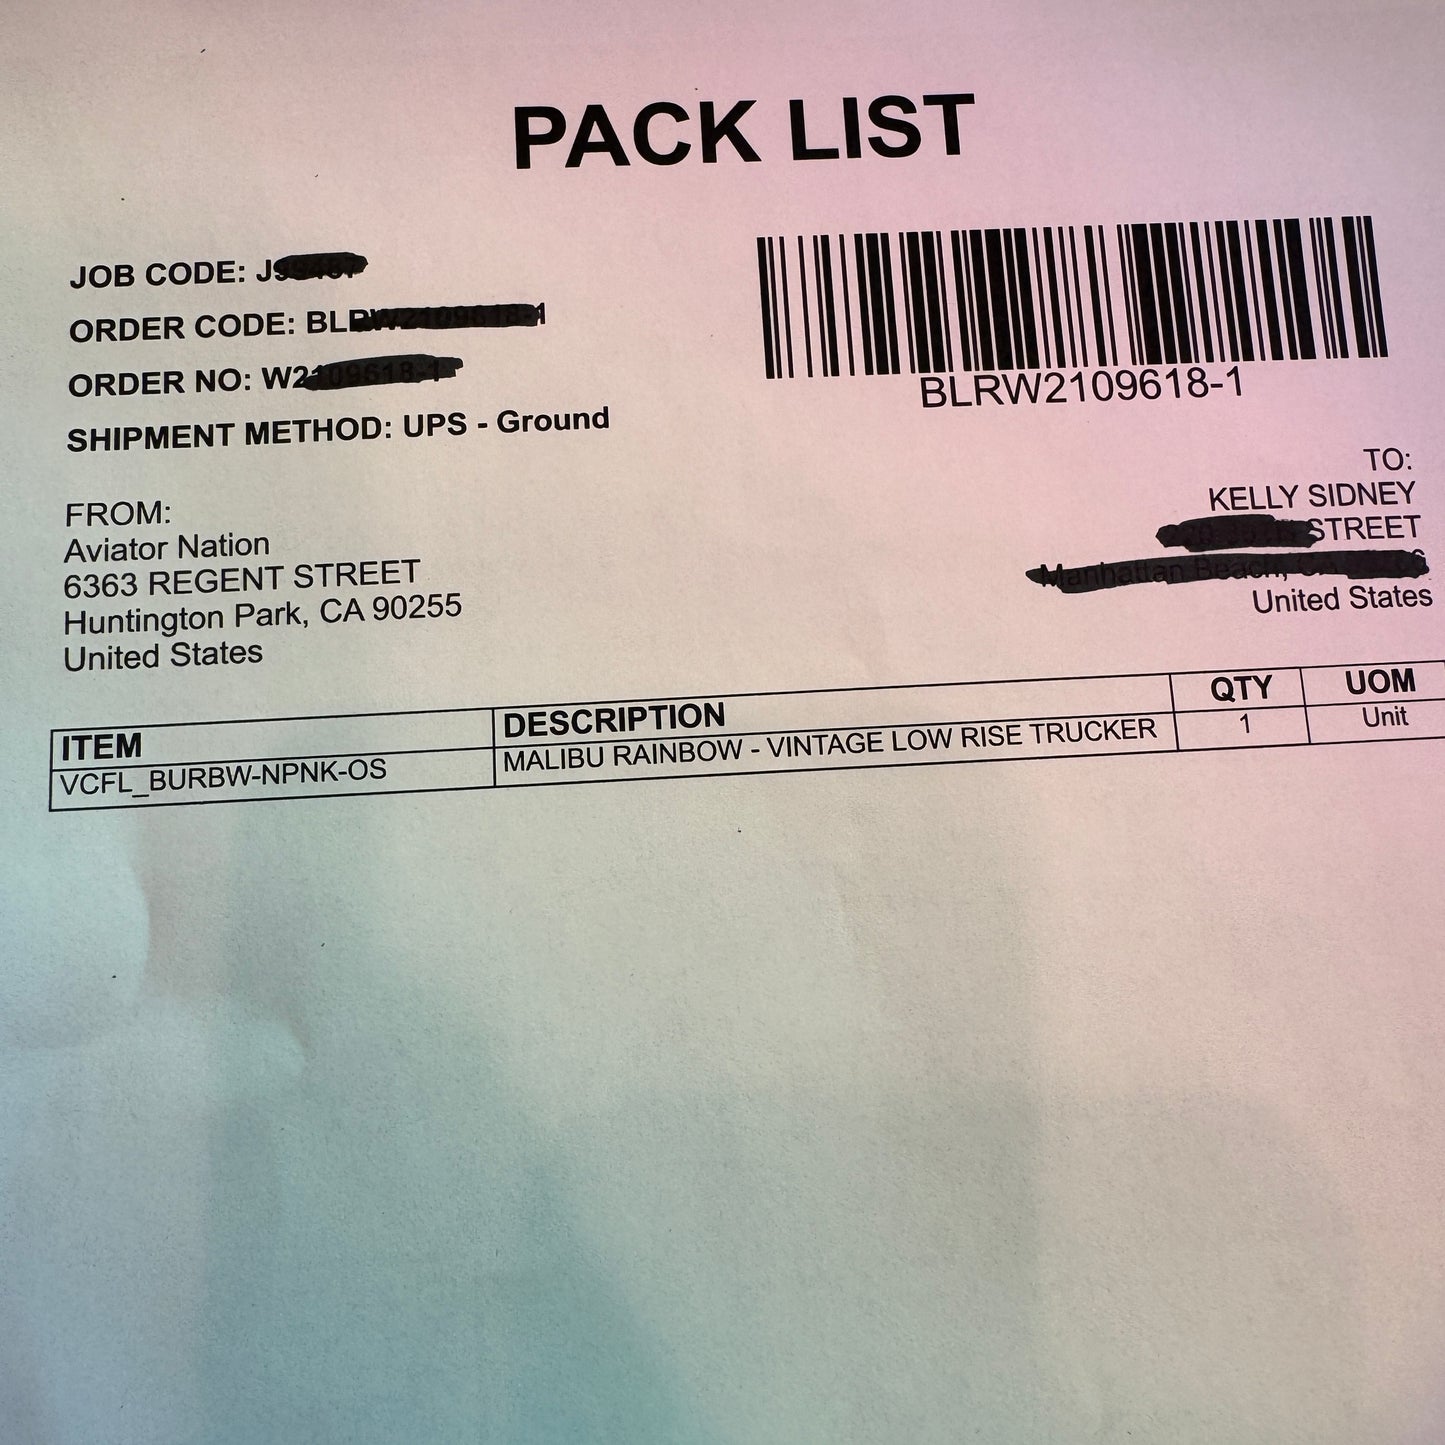 PACK LIST
JOB CODE:
ORDER CODE:
ORDER NO:
SHIPMENT METHOD: UPS - Ground
BLRW2109618-1
FROM:
Aviator Nation
6363 REGENT STREET
Huntington Park, CA 90255
United States
TO:
KELLY SIDNEY
STREET
United States
ITEM DESCRIPTION QTY UOM
VCFL_BURBW-NPNK-OS MALIBU RAINBOW - VINTAGE LOW RISE TRUCKER 1 Unit